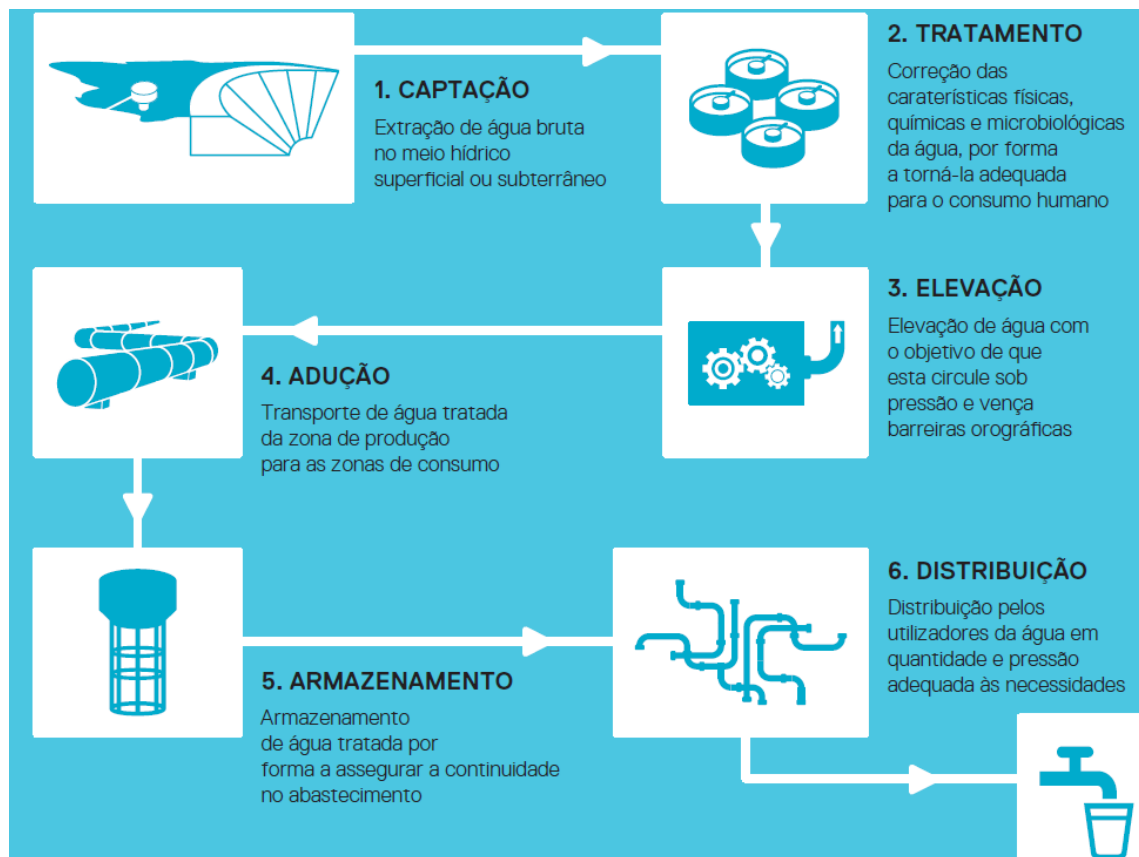 1. CAPTAÇÃO
Extração de água bruta
no meio hídrico
superficial ou subterrâneo
2. TRATAMENTO
Correção das
caraterísticas físicas,
químicas e microbiológicas
da água, por forma
a torná-la adequada
para o consumo humano
3. ELEVAÇÃO
Elevação de água com
o objetivo de que
esta circule sob
pressão e vença
barreiras orográficas
4. ADUÇÃO
Transporte de água tratada
da zona de produção
para as zonas de consumo
5. ARMAZENAMENTO
Armazenamento
de água tratada por
forma a assegurar a continuidade
no abastecimento
6. DISTRIBUIÇÃO
Distribuição pelos
utilizadores da água em
quantidade e pressão
adequada às necessidades